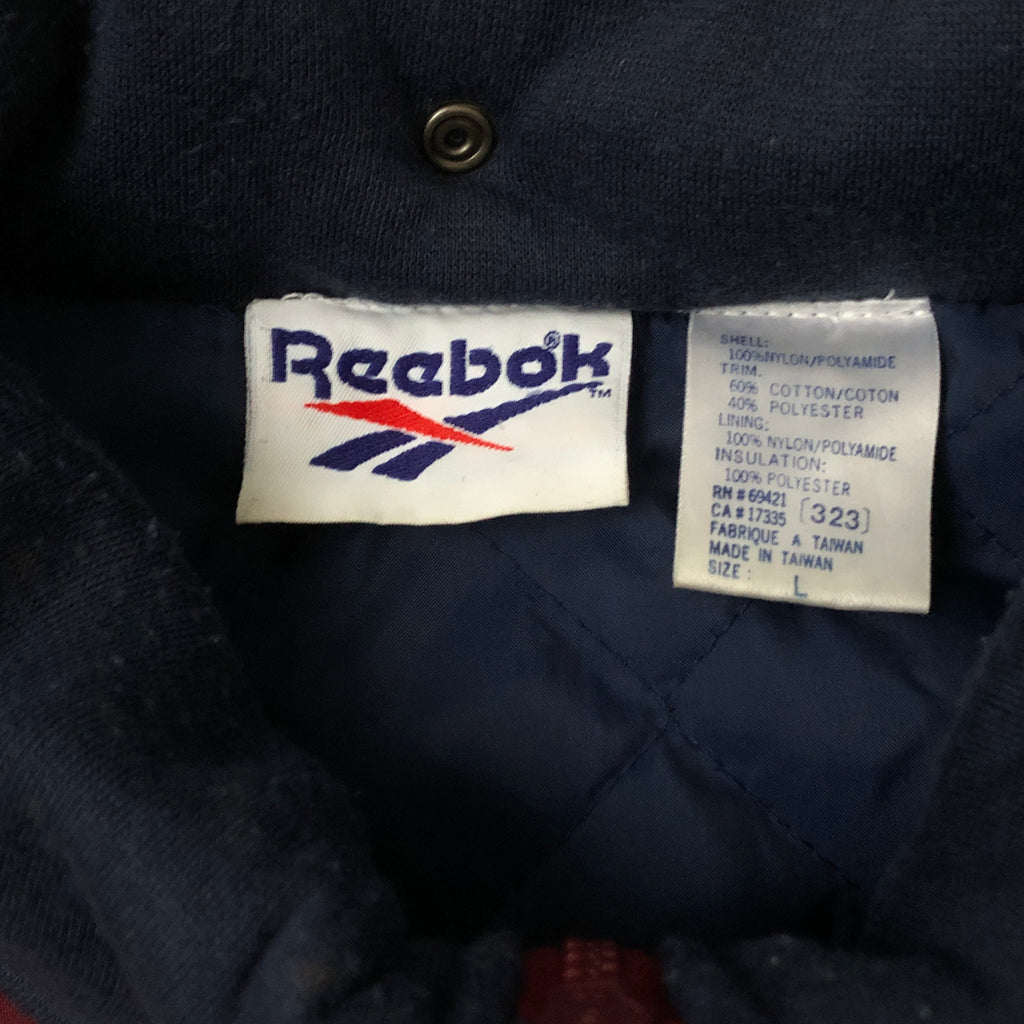 Reebok®
™
SHELL:
100%NYLON/POLYAMIDE
TRIM.
60% COTTON/COTON
40% POLYESTER
LINING:
100% NYLON/POLYAMIDE
INSULATION:
100% POLYESTER
RN # 69421
CA # 17335 [323]
FABRIQUE A TAIWAN
MADE IN TAIWAN
SIZE :
L